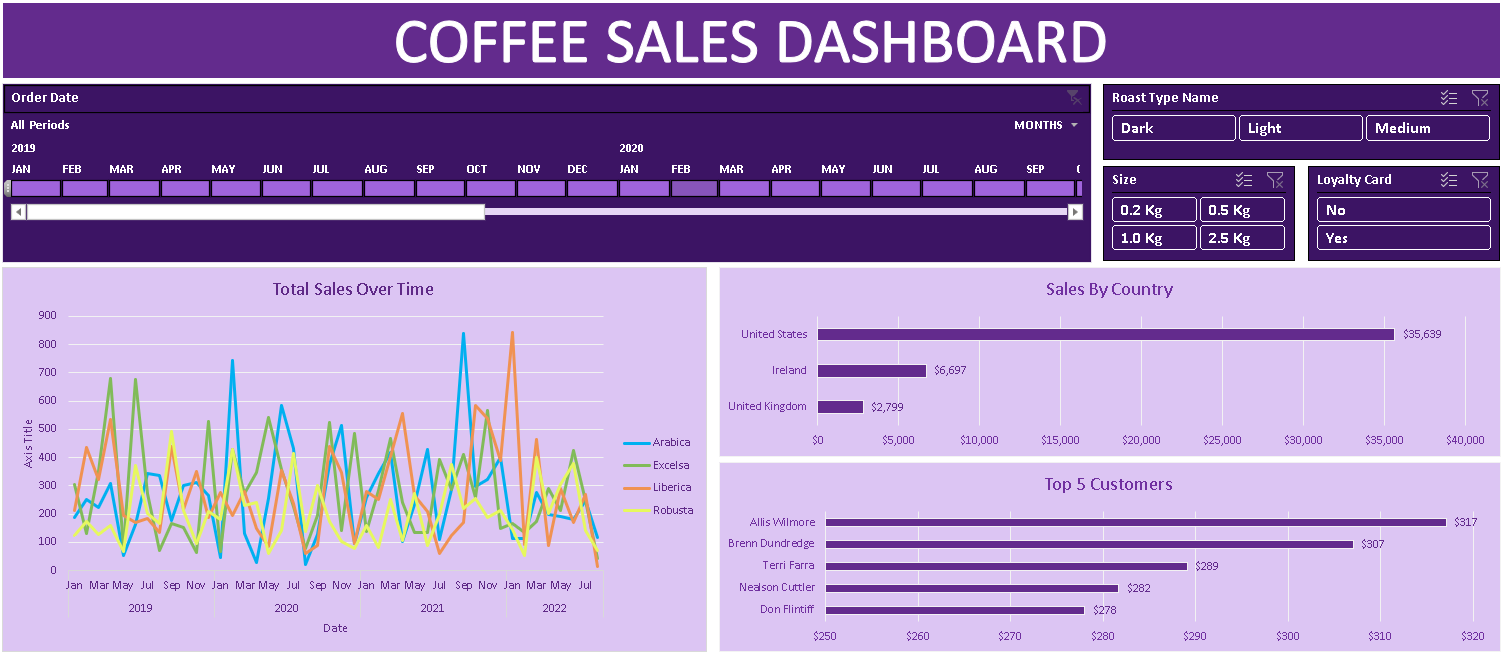 COFFEE SALES DASHBOARD
Order Date
All Periods
MONTHS
2019 2020
JAN FEB MAR APR MAY JUN JUL AUG SEP OCT NOV DEC JAN FEB MAR APR MAY JUN JUL AUG SEP
Roast Type Name
Dark Light Medium
Size
0.2 Kg 0.5 Kg
1.0 Kg 2.5 Kg
Loyalty Card
No
Yes
Total Sales Over Time
900
800
700
600
500
400
300
200
100
0
Axis Title
Jan Mar May Jul Sep Nov Jan Mar May Jul Sep Nov Jan Mar May Jul Sep Nov Jan Mar May Jul
2019 2020 2021 2022
Date
Arabica
Excelsa
Liberica
Robusta
Sales By Country
United States $35,639
Ireland $6,697
United Kingdom $2,799
$0 $5,000 $10,000 $15,000 $20,000 $25,000 $30,000 $35,000 $40,000
Top 5 Customers
Allis Wilmore $317
Brenn Dundredge $307
Terri Farra $289
Nealson Cuttler $282
Don Flintiff $278
$250 $260 $270 $280 $290 $300 $310 $320